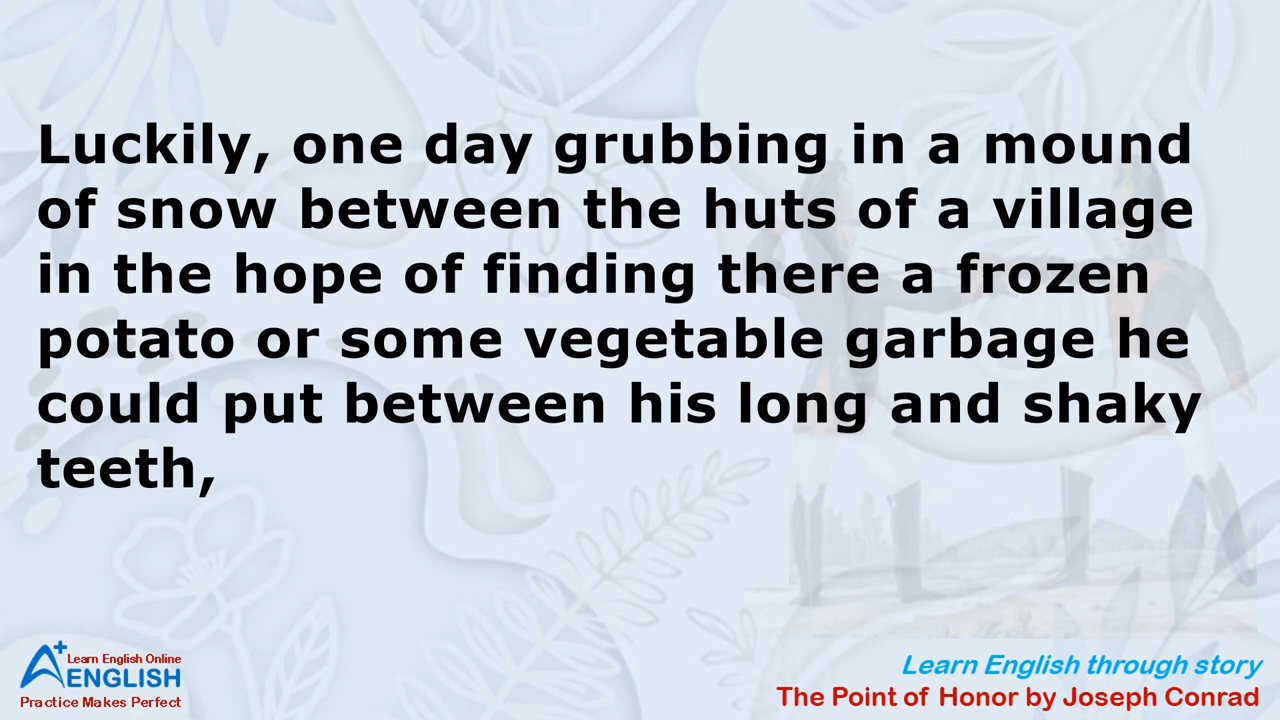 Luckily, one day grubbing in a mound
of snow between the huts of a village
in the hope of finding there a frozen
potato or some vegetable garbage he
could put between his long and shaky
teeth,
A+ Learn English Online
ENGLISH
Practice Makes Perfect
Learn English through story
The Point of Honor by Joseph Conrad